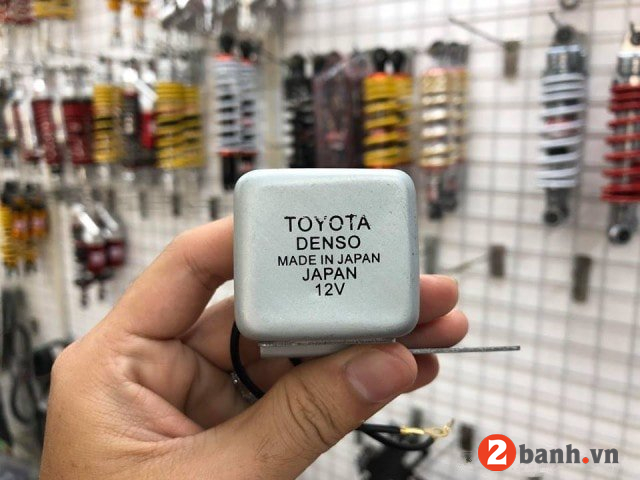 TOYOTA
DENSO
MADE IN JAPAN
JAPAN
12V
2banh.vn